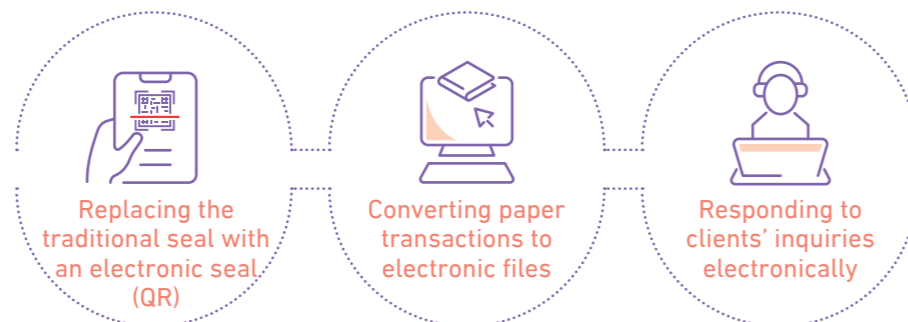 Replacing the
traditional seal with
an electronic seal
(QR)
Converting paper
transactions to
electronic files
Responding to
clients’ inquiries
electronically